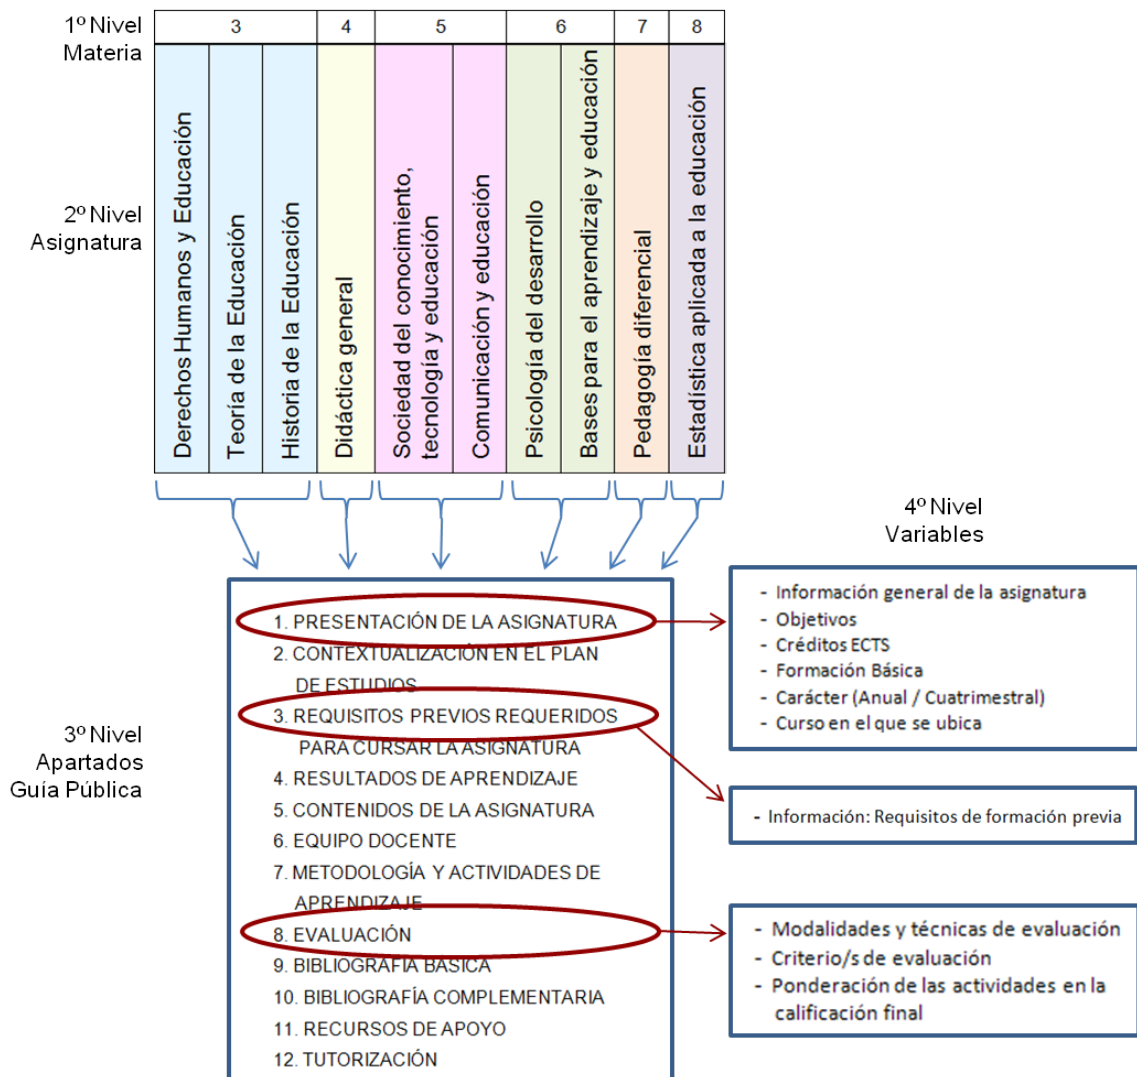 1º Nivel
Materia
3
4
5
6
7
8
2º Nivel
Asignatura
Derechos Humanos y Educación
Teoría de la Educación
Historia de la Educación
Didáctica general
Sociedad del conocimiento,
tecnología y educación
Comunicación y educación
Psicología del desarrollo
Bases para el aprendizaje y educación
Pedagogía diferencial
Estadística aplicada a la educación
3º Nivel
Apartados
Guía Pública
1. PRESENTACIÓN DE LA ASIGNATURA
2. CONTEXTUALIZACIÓN EN EL PLAN
DE ESTUDIOS
3. REQUISITOS PREVIOS REQUERIDOS
PARA CURSAR LA ASIGNATURA
4. RESULTADOS DE APRENDIZAJE
5. CONTENIDOS DE LA ASIGNATURA
6. EQUIPO DOCENTE
7. METODOLOGÍA Y ACTIVIDADES DE
APRENDIZAJE
8. EVALUACIÓN
9. BIBLIOGRAFÍA BÁSICA
10. BIBLIOGRAFÍA COMPLEMENTARIA
11. RECURSOS DE APOYO
12. TUTORIZACIÓN
4º Nivel
Variables
- Información general de la asignatura
- Objetivos
- Créditos ECTS
- Formación Básica
- Carácter (Anual / Cuatrimestral)
- Curso en el que se ubica
- Información: Requisitos de formación previa
- Modalidades y técnicas de evaluación
- Criterio/s de evaluación
- Ponderación de las actividades en la
calificación final